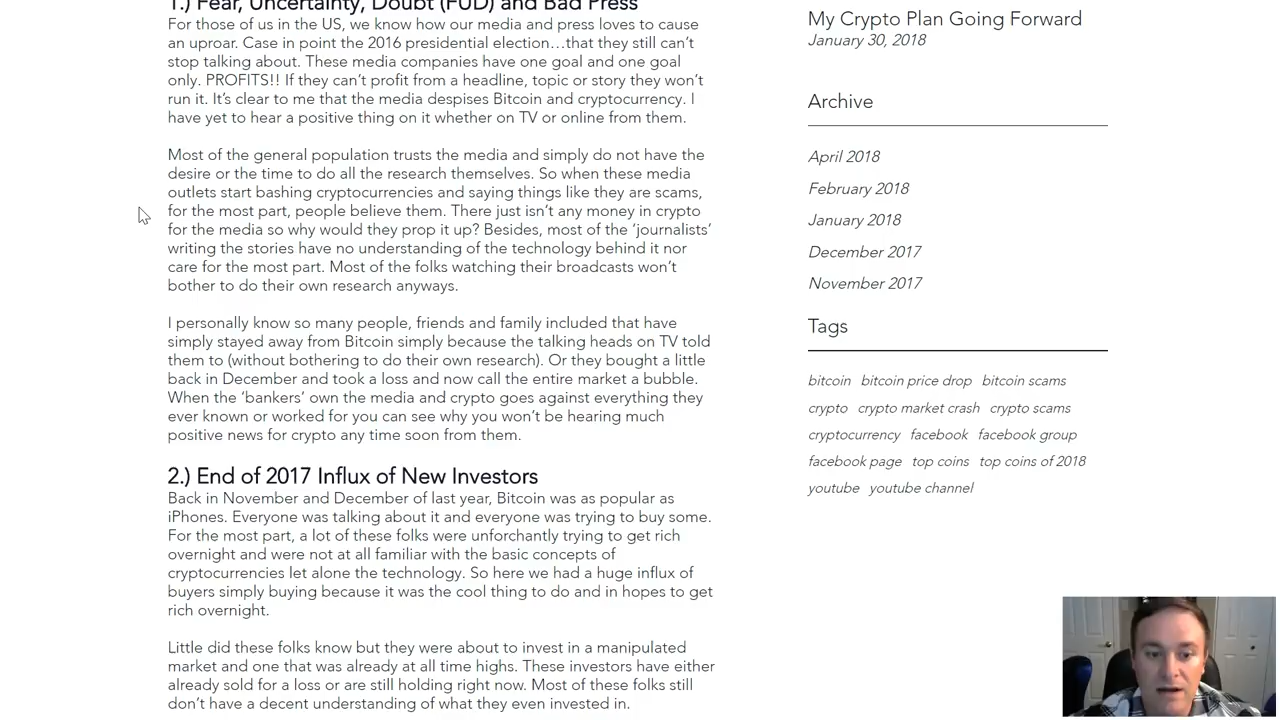 1.) Fear, Uncertainty, Doubt (FUD) and Bad Press
For those of us in the US, we know how our media and press loves to cause
an uproar. Case in point the 2016 presidential election…that they still can't
stop talking about. These media companies have one goal and one goal
only. PROFITS!! If they can't profit from a headline, topic or story they won't
run it. It's clear to me that the media despises Bitcoin and cryptocurrency. I
have yet to hear a positive thing on it whether on TV or online from them.
Most of the general population trusts the media and simply do not have the
desire or the time to do all the research themselves. So when these media
outlets start bashing cryptocurrencies and saying things like they are scams,
for the most part, people believe them. There just isn't any money in crypto
for the media so why would they prop it up? Besides, most of the 'journalists'
writing the stories have no understanding of the technology behind it nor
care for the most part. Most of the folks watching their broadcasts won't
bother to do their own research anyways.
I personally know so many people, friends and family included that have
simply stayed away from Bitcoin simply because the talking heads on TV told
them to (without bothering to do their own research). Or they bought a little
back in December and took a loss and now call the entire market a bubble.
When the 'bankers' own the media and crypto goes against everything they
ever known or worked for you can see why you won't be hearing much
positive news for crypto any time soon from them.
2.) End of 2017 Influx of New Investors
Back in November and December of last year, Bitcoin was as popular as
iPhones. Everyone was talking about it and everyone was trying to buy some.
For the most part, a lot of these folks were unforchantly trying to get rich
overnight and were not at all familiar with the basic concepts of
cryptocurrencies let alone the technology. So here we had a huge influx of
buyers simply buying because it was the cool thing to do and in hopes to get
rich overnight.
Little did these folks know but they were about to invest in a manipulated
market and one that was already at all time highs. These investors have either
already sold for a loss or are still holding right now. Most of these folks still
don't have a decent understanding of what they even invested in.
My Crypto Plan Going Forward
January 30, 2018
Archive
April 2018
February 2018
January 2018
December 2017
November 2017
Tags
bitcoin bitcoin price drop bitcoin scams
crypto crypto market crash crypto scams
cryptocurrency facebook facebook group
facebook page top coins top coins of 2018
youtube youtube channel